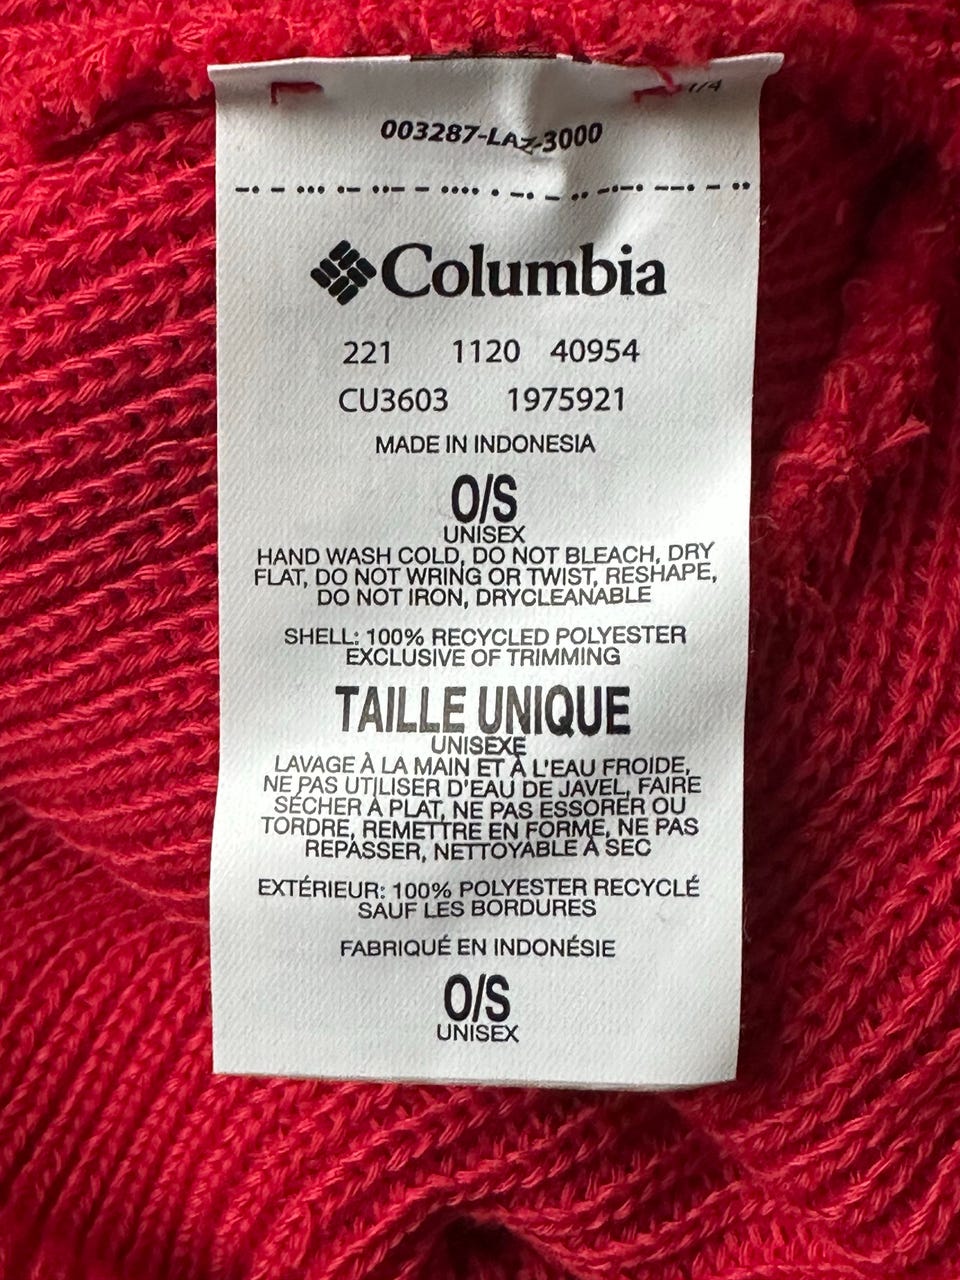 1/4
003287-LAZ-3000
Columbia
221 1120 40954
CU3603 1975921
MADE IN INDONESIA
O/S
UNISEX
HAND WASH COLD, DO NOT BLEACH, DRY
FLAT, DO NOT WRING OR TWIST, RESHAPE,
DO NOT IRON, DRYCLEANABLE
SHELL: 100% RECYCLED POLYESTER
EXCLUSIVE OF TRIMMING
TAILLE UNIQUE
UNISEXE
LAVAGE À LA MAIN ET À L'EAU FROIDE,
NE PAS UTILISER D'EAU DE JAVEL, FAIRE
SÉCHER À PLAT, NE PAS ESSORER OU
TORDRE, REMETTRE EN FORME, NE PAS
REPASSER, NETTOYABLE À SEC
EXTÉRIEUR: 100% POLYESTER RECYCLÉ
SAUF LES BORDURES
FABRIQUÉ EN INDONÉSIE
O/S
UNISEX